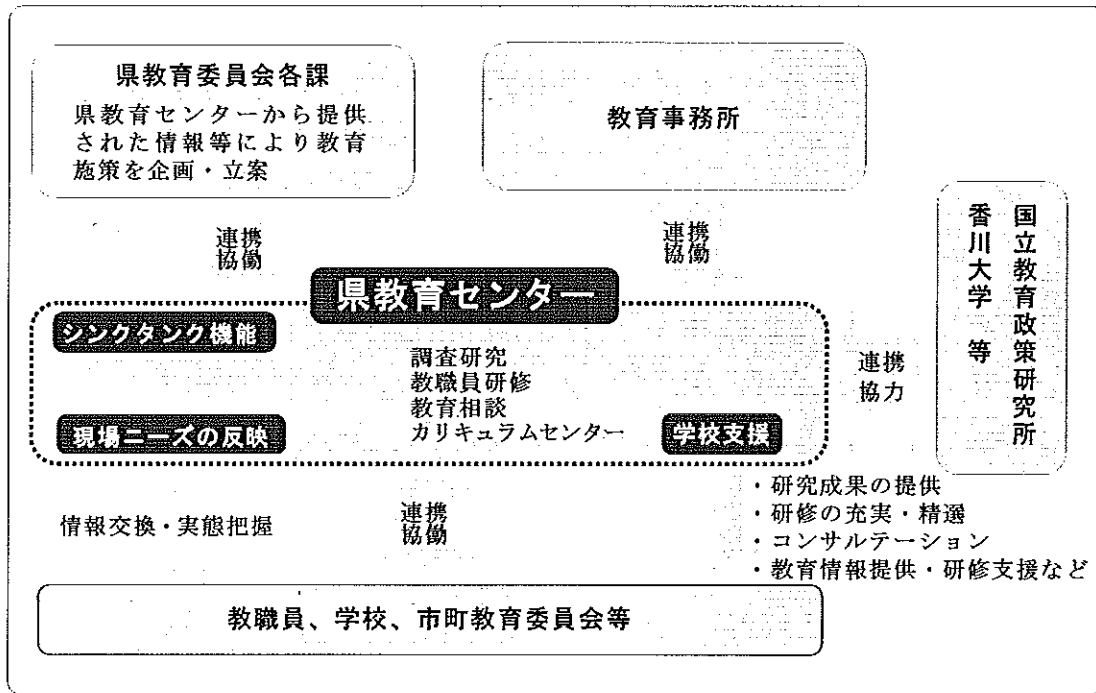 県教育委員会各課
県教育センターから提供
された情報等により教育
施策を企画・立案
教育事務所
連携
協働
連携
協働
県教育センター
シンクタンク機能
調査研究
教職員研修
教育相談
カリキュラムセンター
現場ニーズの反映
学校支援
連携
協力
国立教育政策研究所
香川大学 等
・研究成果の提供
・研修の充実・精選
・コンサルテーション
・教育情報提供・研修支援など
情報交換・実態把握
連携
協働
教職員、学校、市町教育委員会等